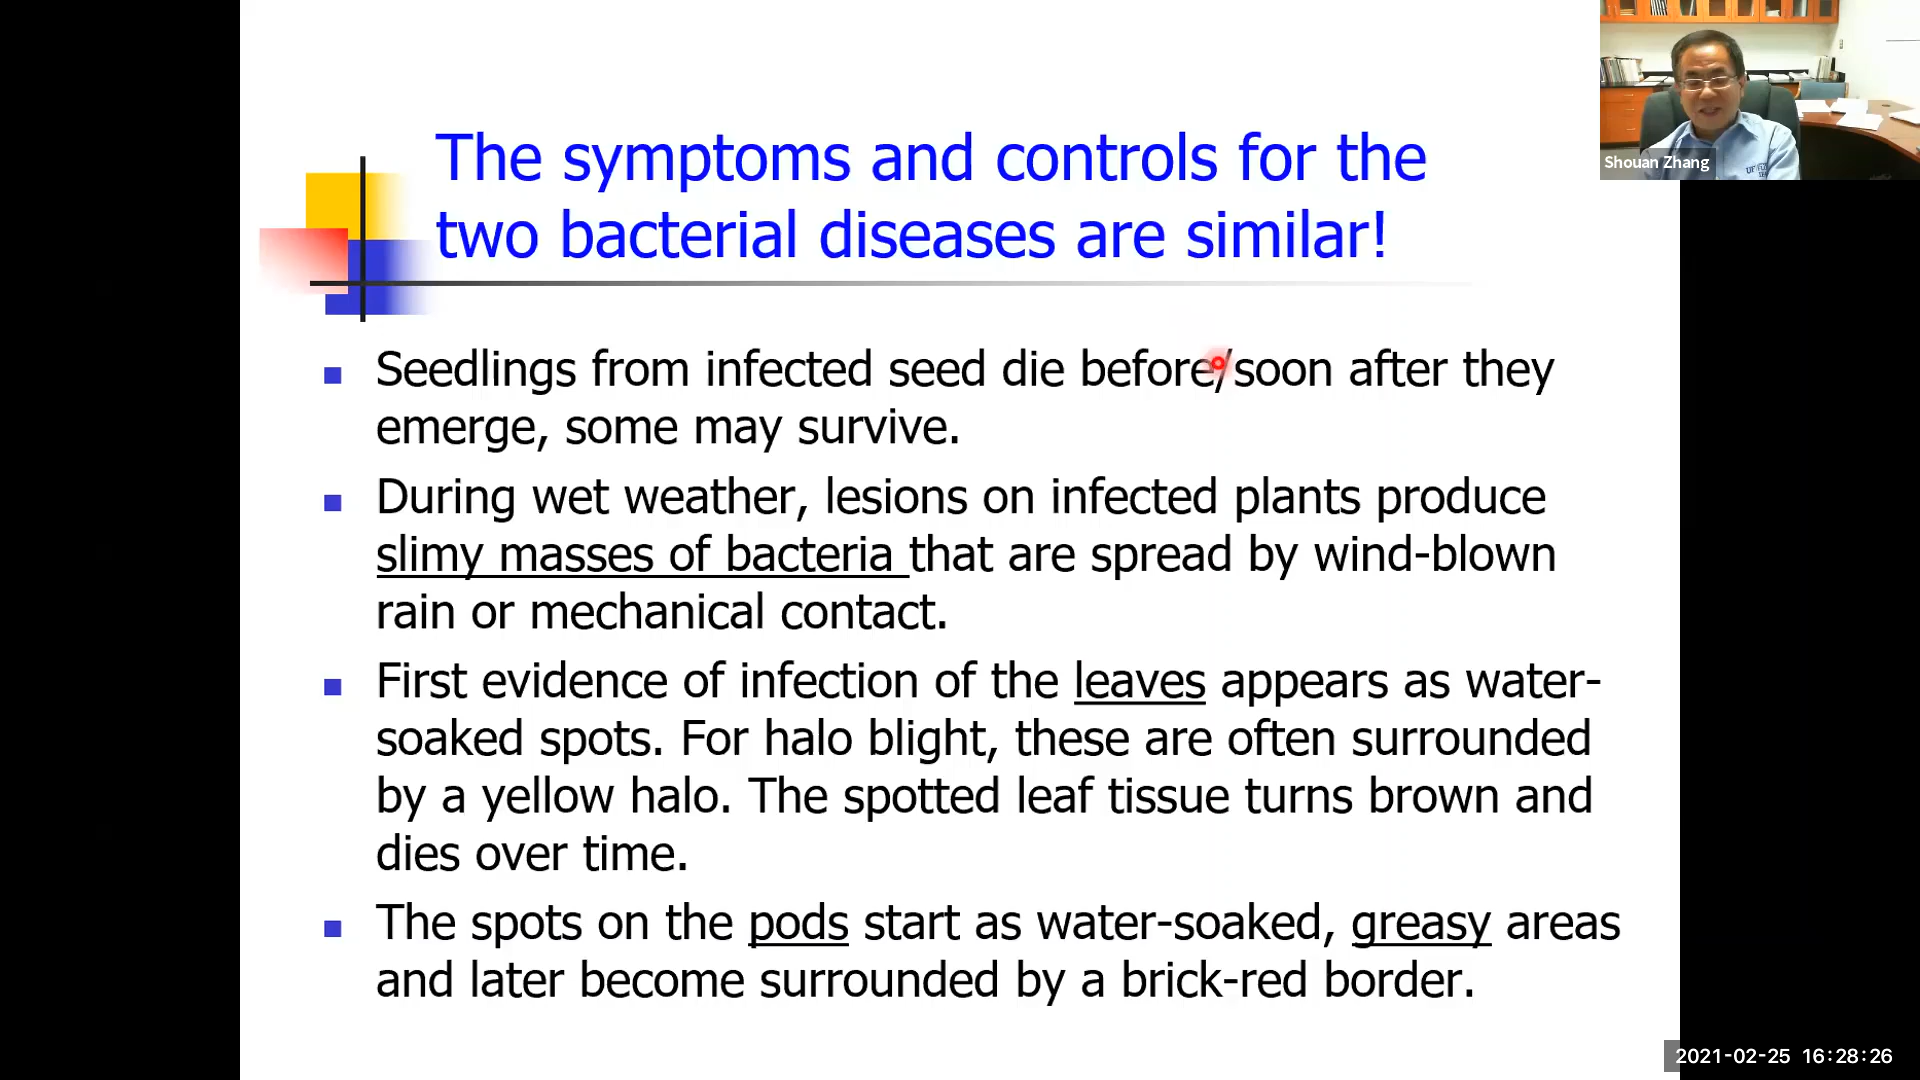 The symptoms and controls for the
two bacterial diseases are similar!
Seedlings from infected seed die before/soon after they
emerge, some may survive.
During wet weather, lesions on infected plants produce
slimy masses of bacteria that are spread by wind-blown
rain or mechanical contact.
First evidence of infection of the leaves appears as water-
soaked spots. For halo blight, these are often surrounded
by a yellow halo. The spotted leaf tissue turns brown and
dies over time.
The spots on the pods start as water-soaked, greasy areas
and later become surrounded by a brick-red border.
Shouan Zhang
UF
2021-02-25 16:28:26